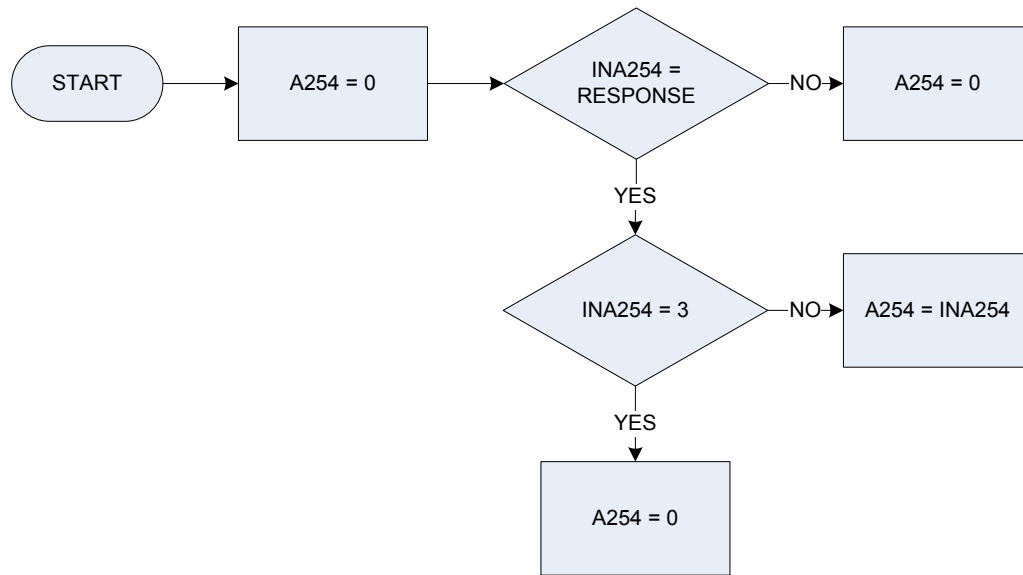 START
A254 = 0
INA254 =
RESPONSE
NO
A254 = 0
YES
INA254 = 3
NO
A254 = INA254
YES
A254 = 0